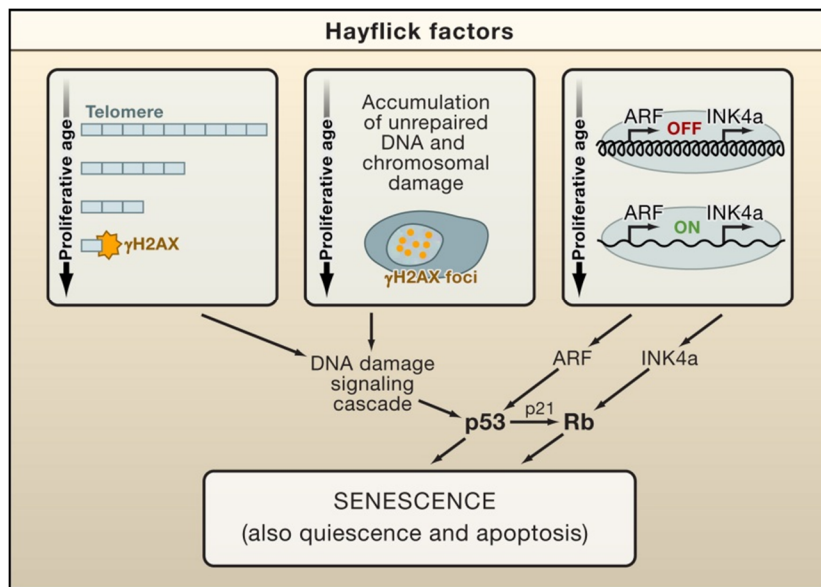 Hayflick factors
Proliferative age
Telomere
γH2AX
Proliferative age
Accumulation
of unrepaired
DNA and
chromosomal
damage
γH2AX foci
Proliferative age
ARF OFF INK4a
ARF ON INK4a
DNA damage
signaling
cascade
ARF
INK4a
p53
p21
Rb
SENESCENCE
(also quiescence and apoptosis)